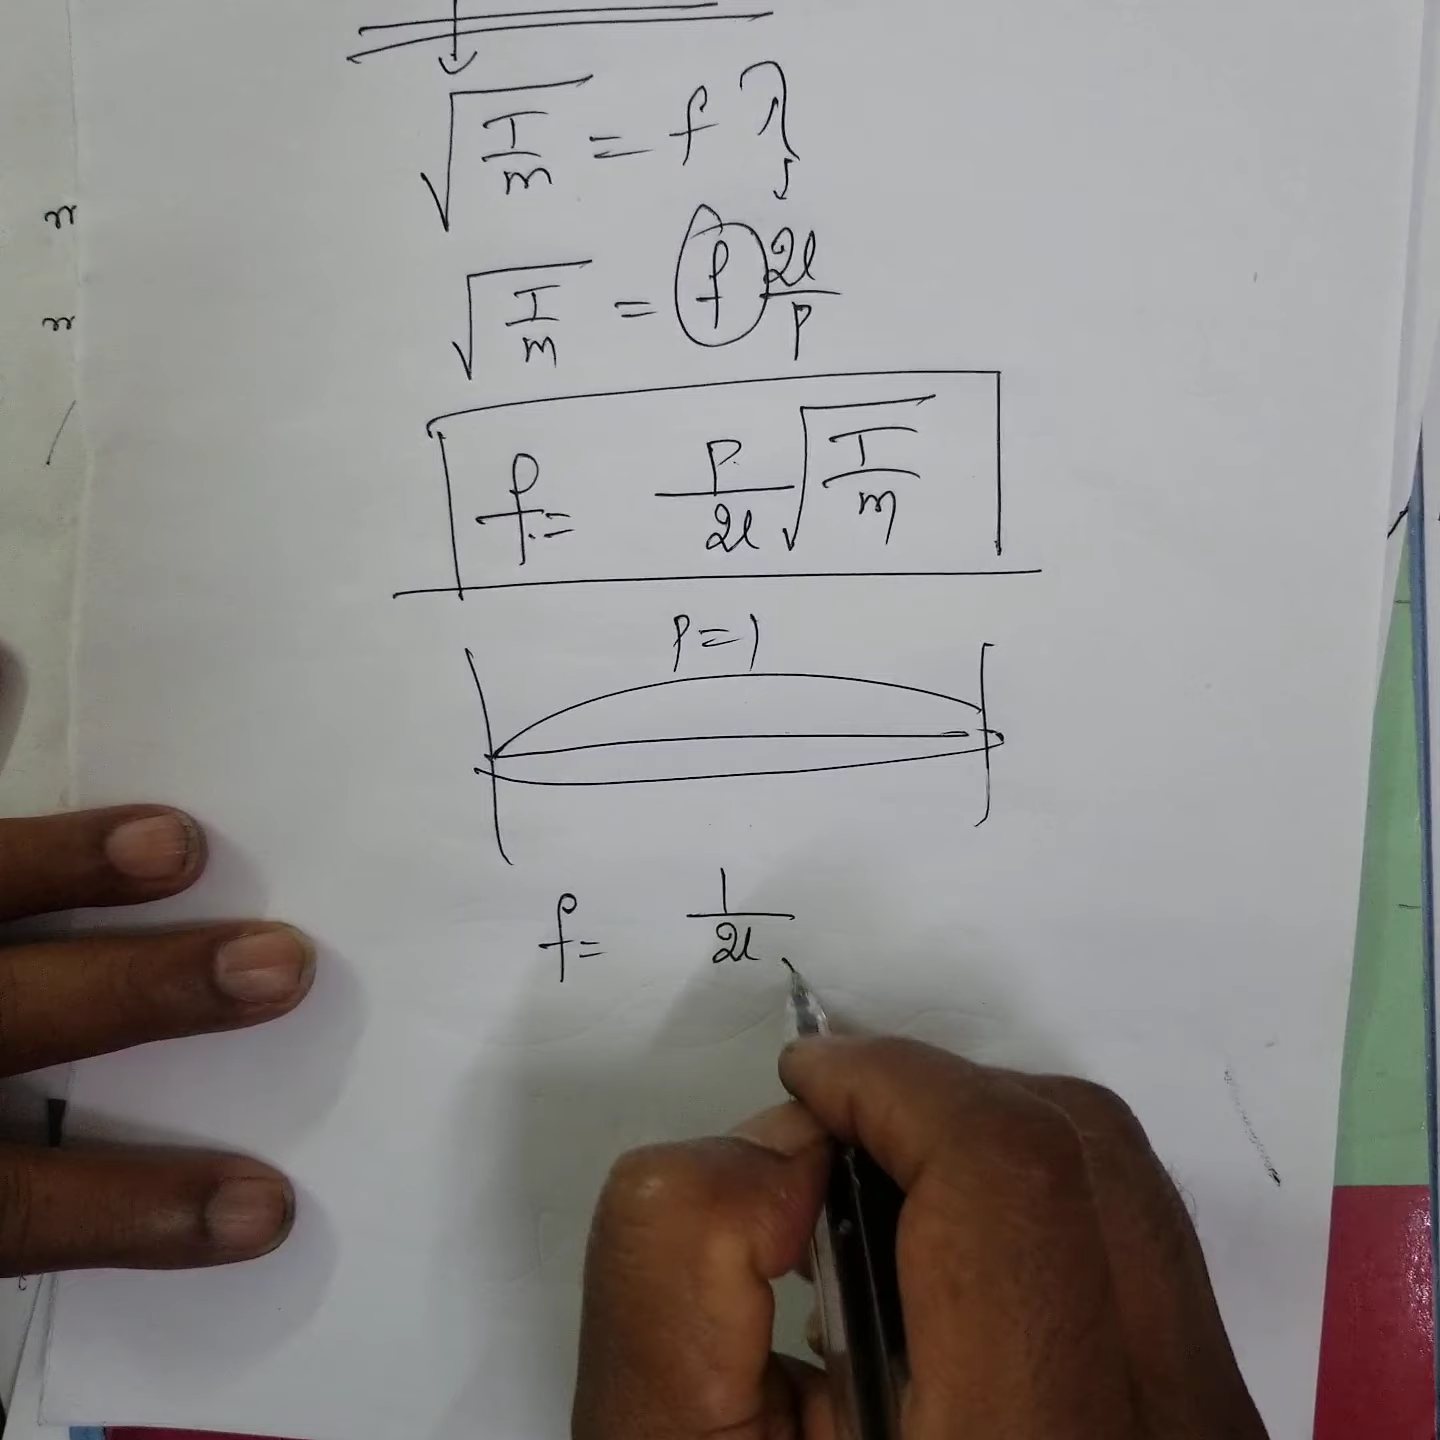 √(T/m) = f λ
√(T/m) = f 2l/P
f = P/2l √(T/m)
P = 1
f = 1/2l